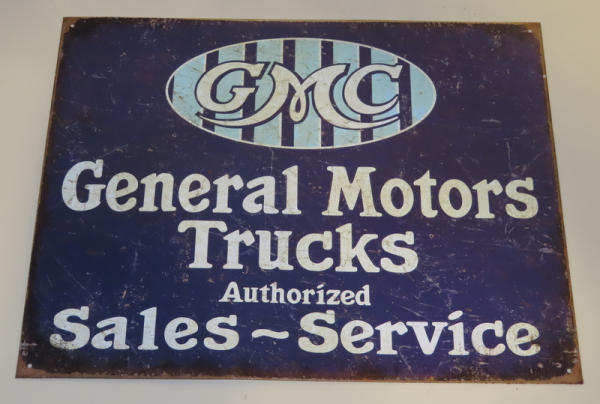 GMC
General Motors
Trucks
Authorized
Sales ~ Service